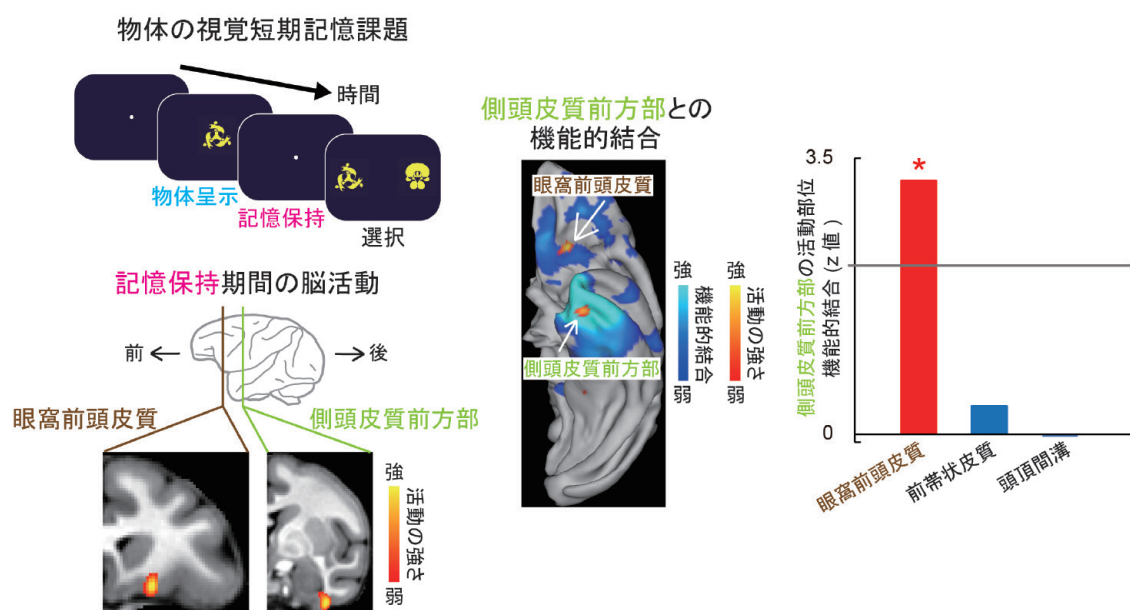 物体の視覚短期記憶課題
時間
物体呈示
記憶保持
選択
記憶保持期間の脳活動
前
後
眼窩前頭皮質
側頭皮質前方部
強
活動の強さ
弱
側頭皮質前方部との
機能的結合
眼窩前頭皮質
側頭皮質前方部
強
機能的結合
弱
強
活動の強さ
弱
側頭皮質前方部の活動部位
機能的結合(z値)
3.5
*
0
眼窩前頭皮質
前帯状皮質
頭頂間溝